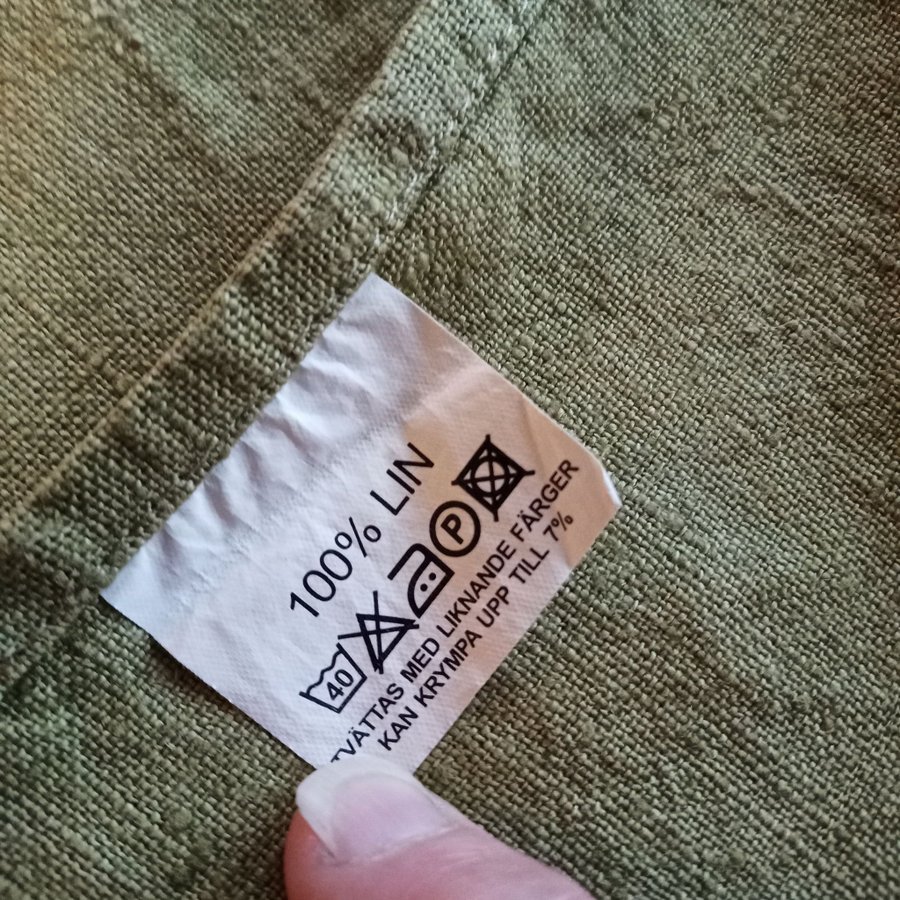 100% LIN
40 P
TVÄTTAS MED LIKNANDE FÄRGER
KAN KRYMPA UPP TILL 7%